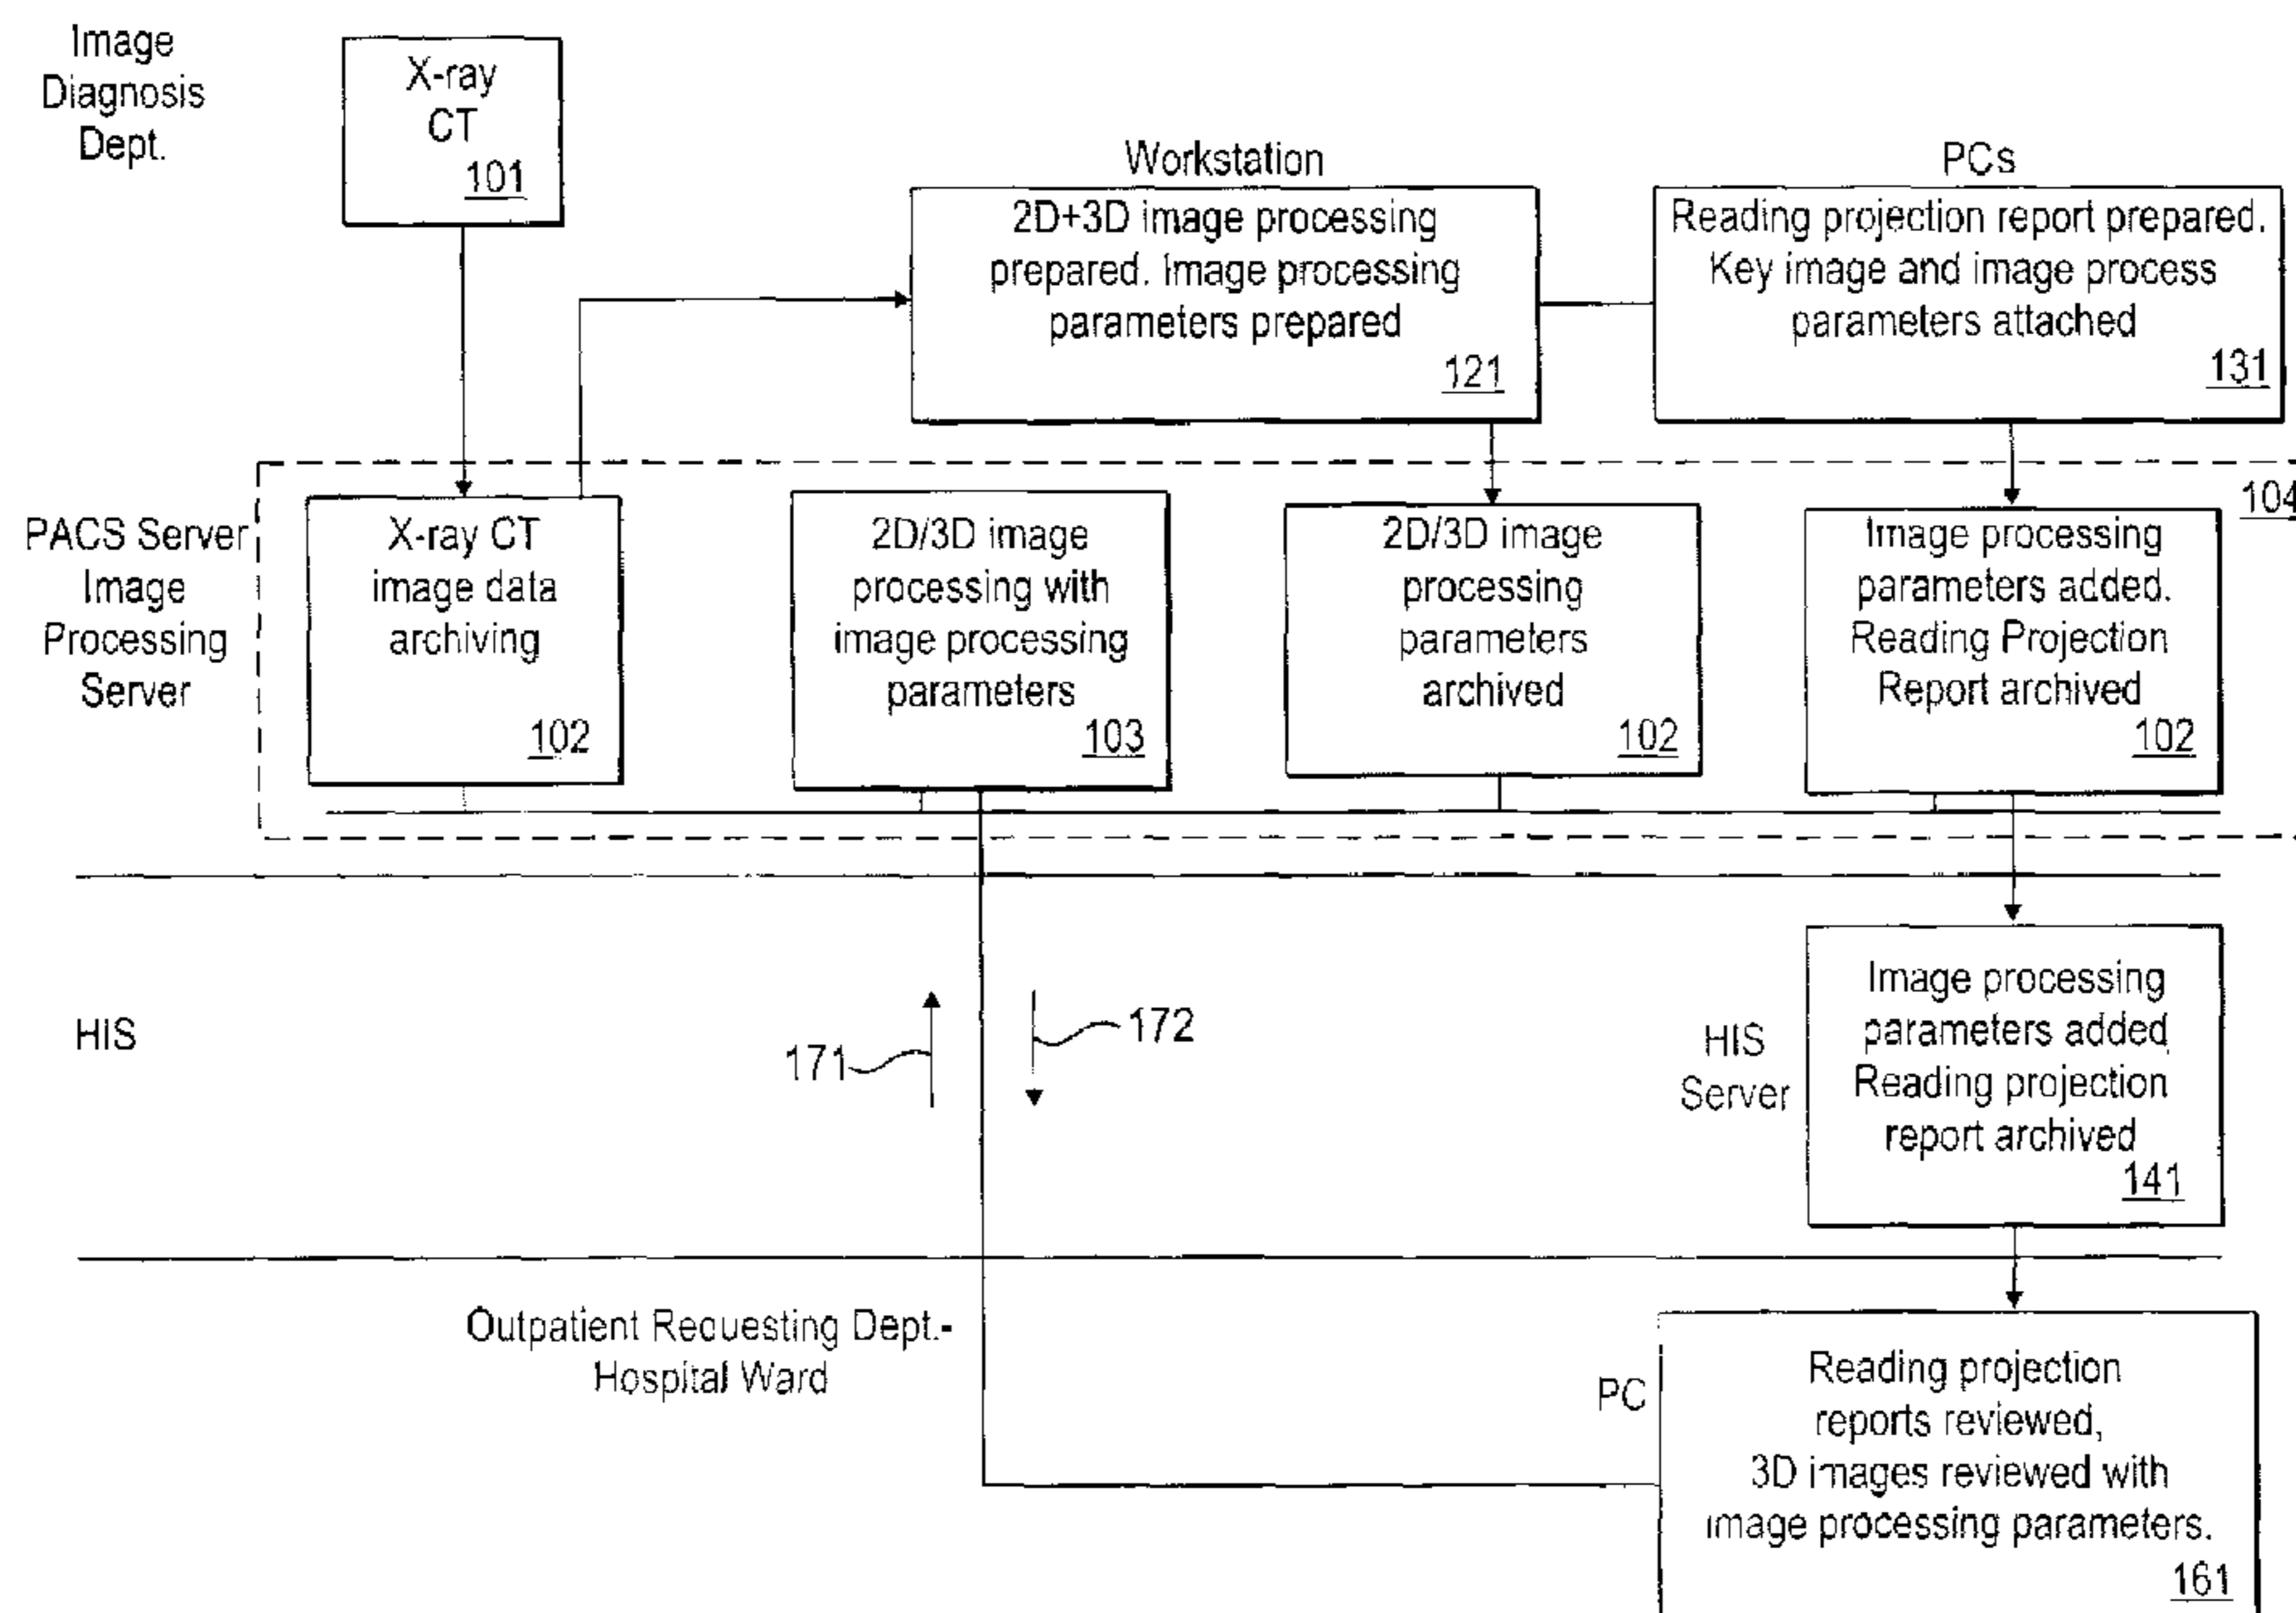 Image
Diagnosis
Dept.
X-ray
CT
101
Workstation
2D+3D image processing
prepared. Image processing
parameters prepared
121
PCs
Reading projection report prepared.
Key image and image process
parameters attached
131
104
PACS Server
Image
Processing
Server
X-ray CT
image data
archiving
102
2D/3D image
processing with
image processing
parameters
103
2D/3D image
processing
parameters
archived
102
Image processing
parameters added.
Reading Projection
Report archived
102
HIS
171
172
HIS
Server
Image processing
parameters added
Reading projection
report archived
141
Outpatient Requesting Dept.-
Hospital Ward
PC
Reading projection
reports reviewed,
3D images reviewed with
image processing parameters.
161